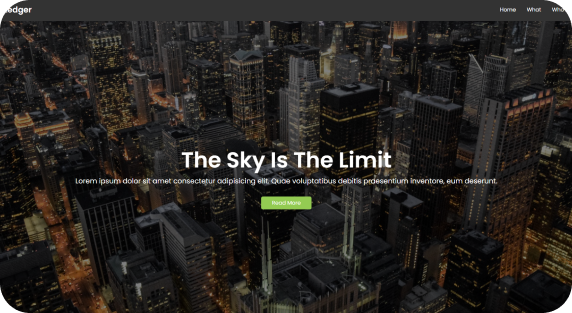 edger
Home What Who
The Sky Is The Limit
Lorem ipsum dolor sit amet consectetur adipisicing elit. Quae voluptatibus debitis praesentium inventore, eum deserunt.
Read More